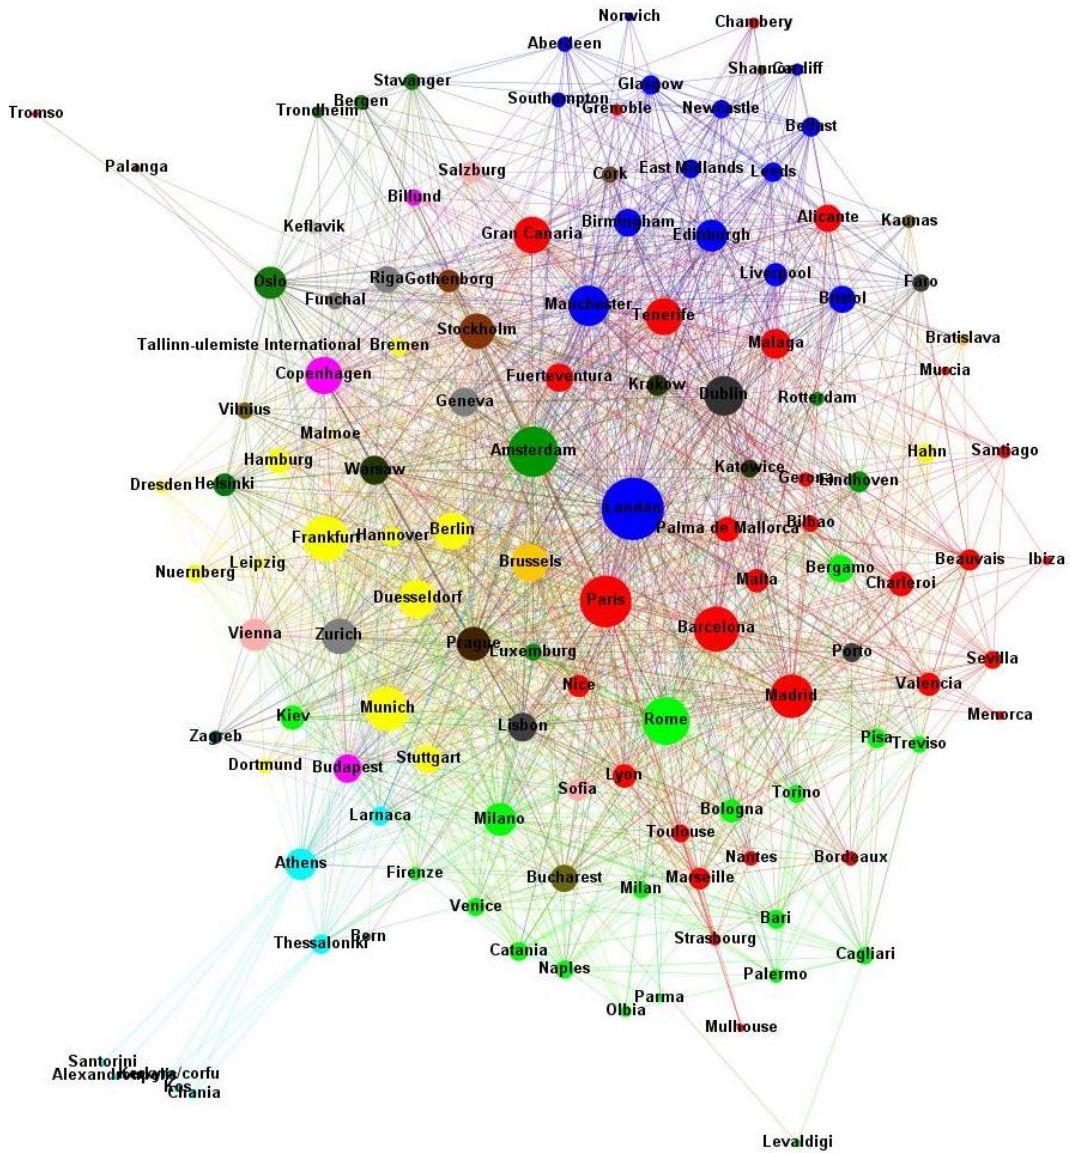 Norwich
Chambery
Aberdeen
Shannon
Cardiff
Stavanger
Glasgow
Bergen
Southampton
Grenoble
Newcastle
Tromso
Trondheim
Belfast
Palanga
Salzburg
Cork
East Midlands
Leeds
Billund
Keflavik
Gran Canaria
Birmingham
Edinburgh
Alicante
Kaunas
Oslo
Riga
Gothenborg
Liverpool
Faro
Funchal
Manchester
Tenerife
Bristol
Stockholm
Tallinn-ulemiste International
Bremen
Malaga
Bratislava
Copenhagen
Fuerteventura
Krakow
Murcia
Geneva
Dublin
Rotterdam
Vilnius
Malmoe
Amsterdam
Hamburg
Warsaw
Katowice
Hahn
Santiago
Dresden
Helsinki
Gerona
Eindhoven
London
Frankfurt
Hannover
Berlin
Palma de Mallorca
Bilbao
Nuernberg
Leipzig
Brussels
Bergamo
Beauvais
Ibiza
Duesseldorf
Malta
Charleroi
Paris
Vienna
Zurich
Prague
Luxemburg
Barcelona
Porto
Sevilla
Nice
Madrid
Valencia
Munich
Kiev
Lisbon
Rome
Menorca
Zagreb
Pisa
Treviso
Dortmund
Budapest
Stuttgart
Sofia
Lyon
Torino
Larnaca
Milano
Bologna
Toulouse
Athens
Firenze
Bucharest
Milan
Marseille
Nantes
Bordeaux
Venice
Bari
Thessaloniki
Bern
Strasbourg
Catania
Naples
Cagliari
Palermo
Olbia
Parma
Mulhouse
Santorini
Kos
Chania
Levaldigi